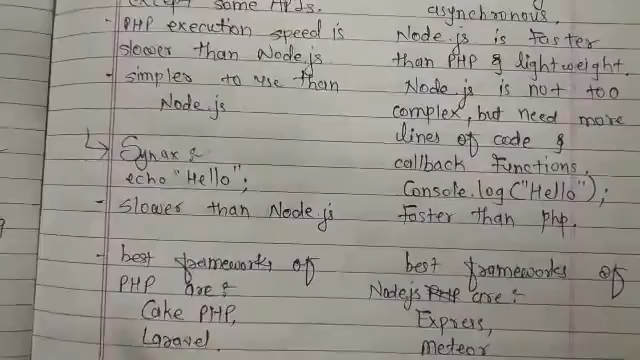 some APIs.
asynchronous.
- PHP execution speed is
slower than Node.js
- simpler to use than
Node.js
Synax :
echo "Hello";
- slower than Node.js
- best frameworks of
PHP are :
Cake PHP,
Laravel.
Node.js is faster
than PHP & lightweight.
Node.js is not too
complex, but need more
lines of code &
callback functions.
Console.log("Hello");
faster than php.
best frameworks of
Nodejs PHP are :
Express,
Meteor